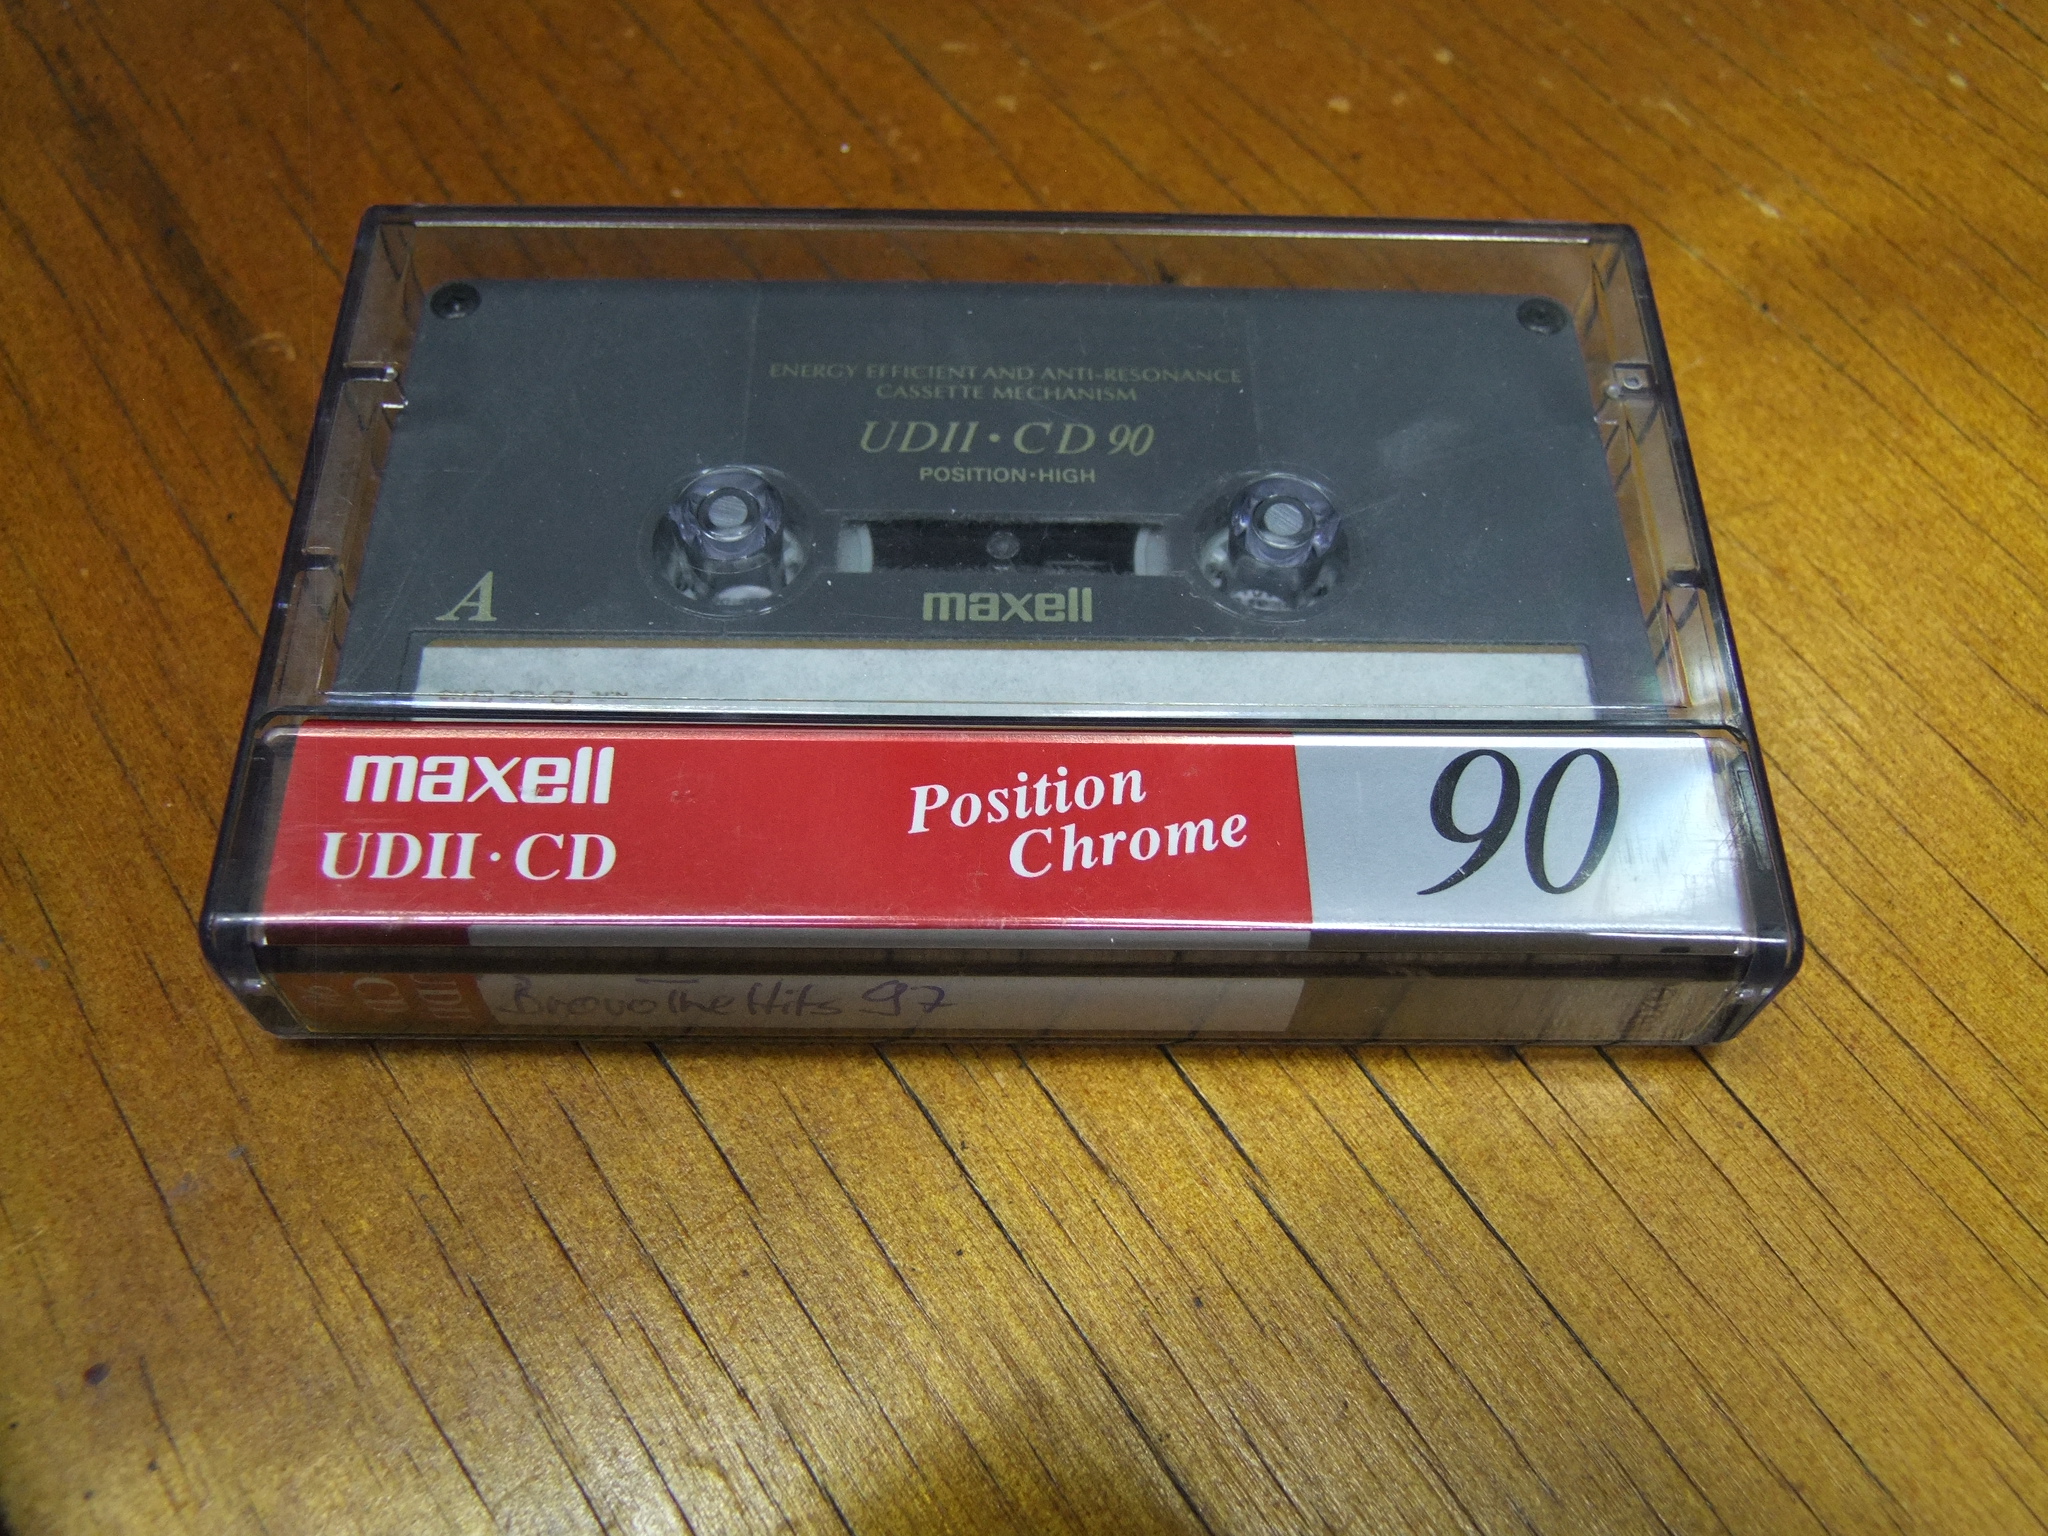 ENERGY EFFICIENT AND ANTI-RESONANCE
CASSETTE MECHANISM
UDII·CD 90
POSITION·HIGH
A
maxell
maxell
UDII·CD
Position
Chrome
90
Bravo The Hits 97